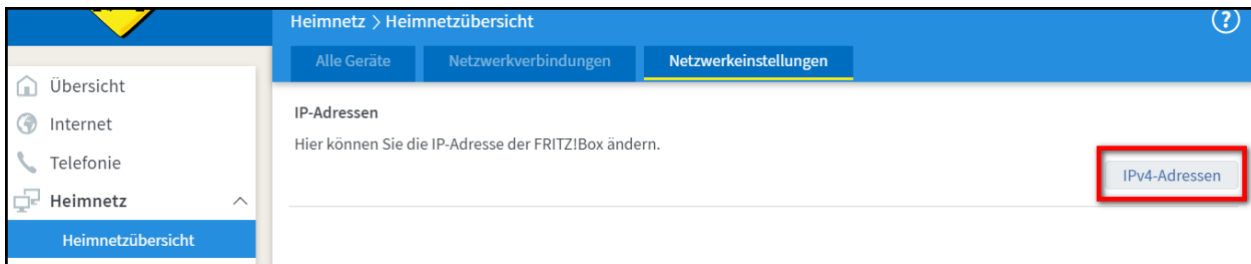 Heimnetz > Heimnetzübersicht
?
Alle Geräte Netzwerkverbindungen Netzwerkeinstellungen
Übersicht
Internet
Telefonie
Heimnetz
Heimnetzübersicht
IP-Adressen
Hier können Sie die IP-Adresse der FRITZ!Box ändern.
IPv4-Adressen